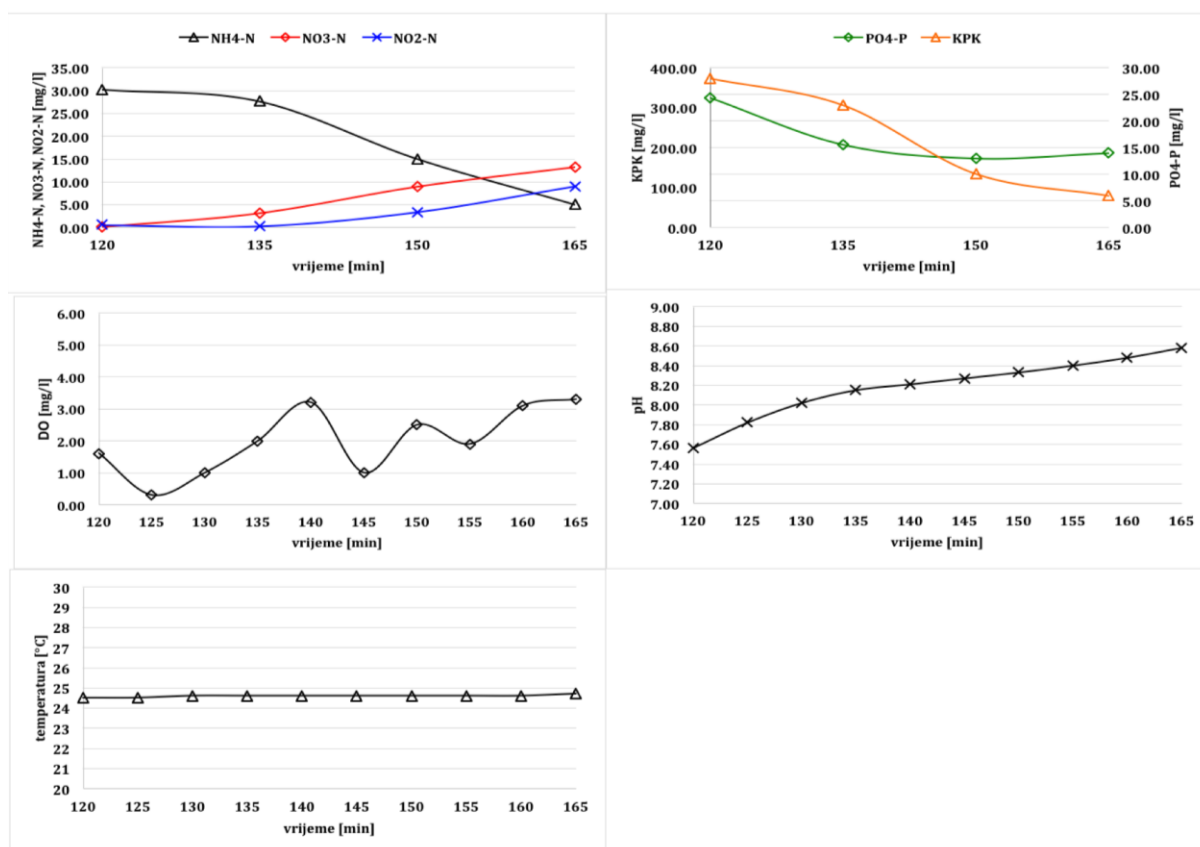 NH4-N NO3-N NO2-N
NH4-N, NO3-N, NO2-N [mg/l]
35.00
30.00
25.00
20.00
15.00
10.00
5.00
0.00
120 135 150 165
vrijeme [min]
PO4-P KPK
KPK [mg/l]
400.00
300.00
200.00
100.00
0.00
30.00
25.00
20.00
15.00
10.00
5.00
0.00
PO4-P [mg/l]
120 135 150 165
vrijeme [min]
DO [mg/l]
6.00
5.00
4.00
3.00
2.00
1.00
0.00
120 125 130 135 140 145 150 155 160 165
vrijeme [min]
pH
9.00
8.80
8.60
8.40
8.20
8.00
7.80
7.60
7.40
7.20
7.00
120 125 130 135 140 145 150 155 160 165
vrijeme [min]
temperatura [°C]
30
29
28
27
26
25
24
23
22
21
20
120 125 130 135 140 145 150 155 160 165
vrijeme [min]